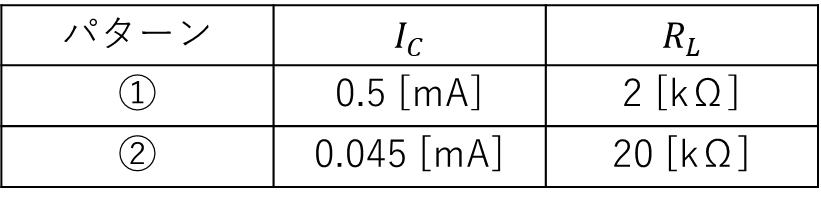 パターン I_C R_L
① 0.5 [mA] 2 [kΩ]
② 0.045 [mA] 20 [kΩ]